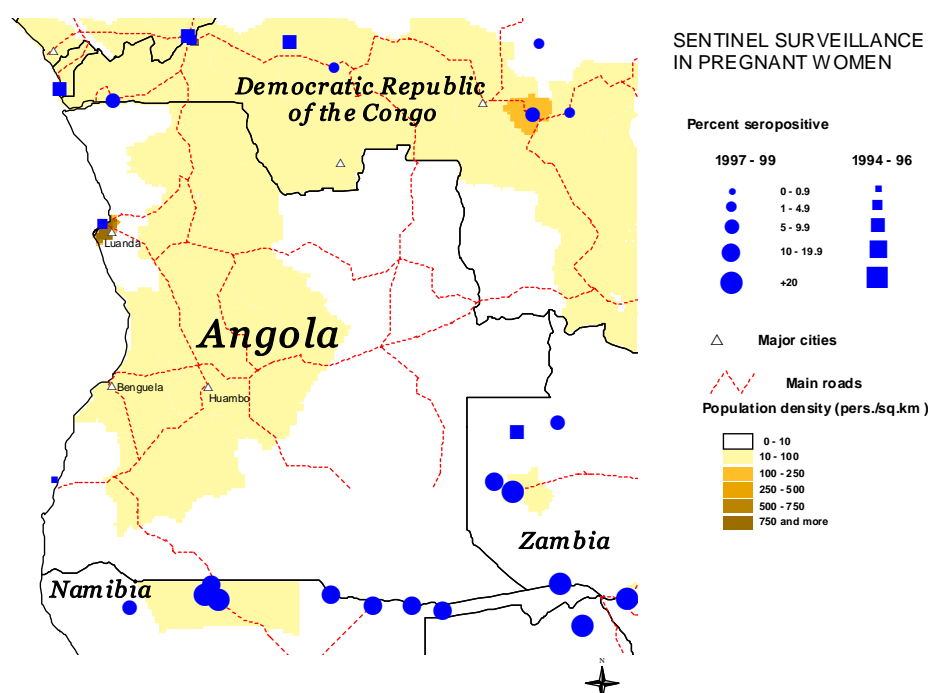 SENTINEL SURVEILLANCE
IN PREGNANT WOMEN
Democratic Republic
of the Congo
Percent seropositive
1997 - 99
1994 - 96
0 - 0.9
1 - 4.9
5 - 9.9
10 - 19.9
+20
Luanda
Angola
Major cities
Benguela
Huambo
Main roads
Population density (pers./sq.km )
0 - 10
10 - 100
100 - 250
250 - 500
500 - 750
750 and more
Zambia
Namibia
N